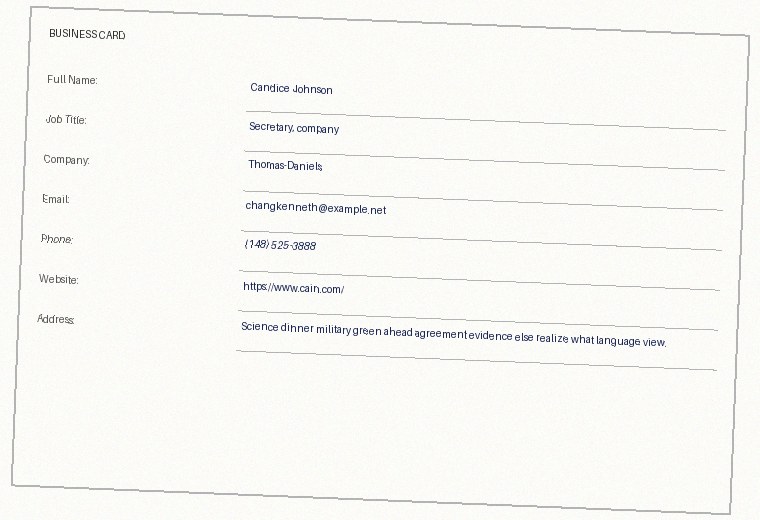 BUSINESS CARD
Full Name: Candice Johnson
Job Title: Secretary, company
Company: Thomas-Daniels
Email: changkenneth@example.net
Phone: (148) 525-3888
Website: https://www.cain.com/
Address: Science dinner military green ahead agreement evidence else realize what language view.